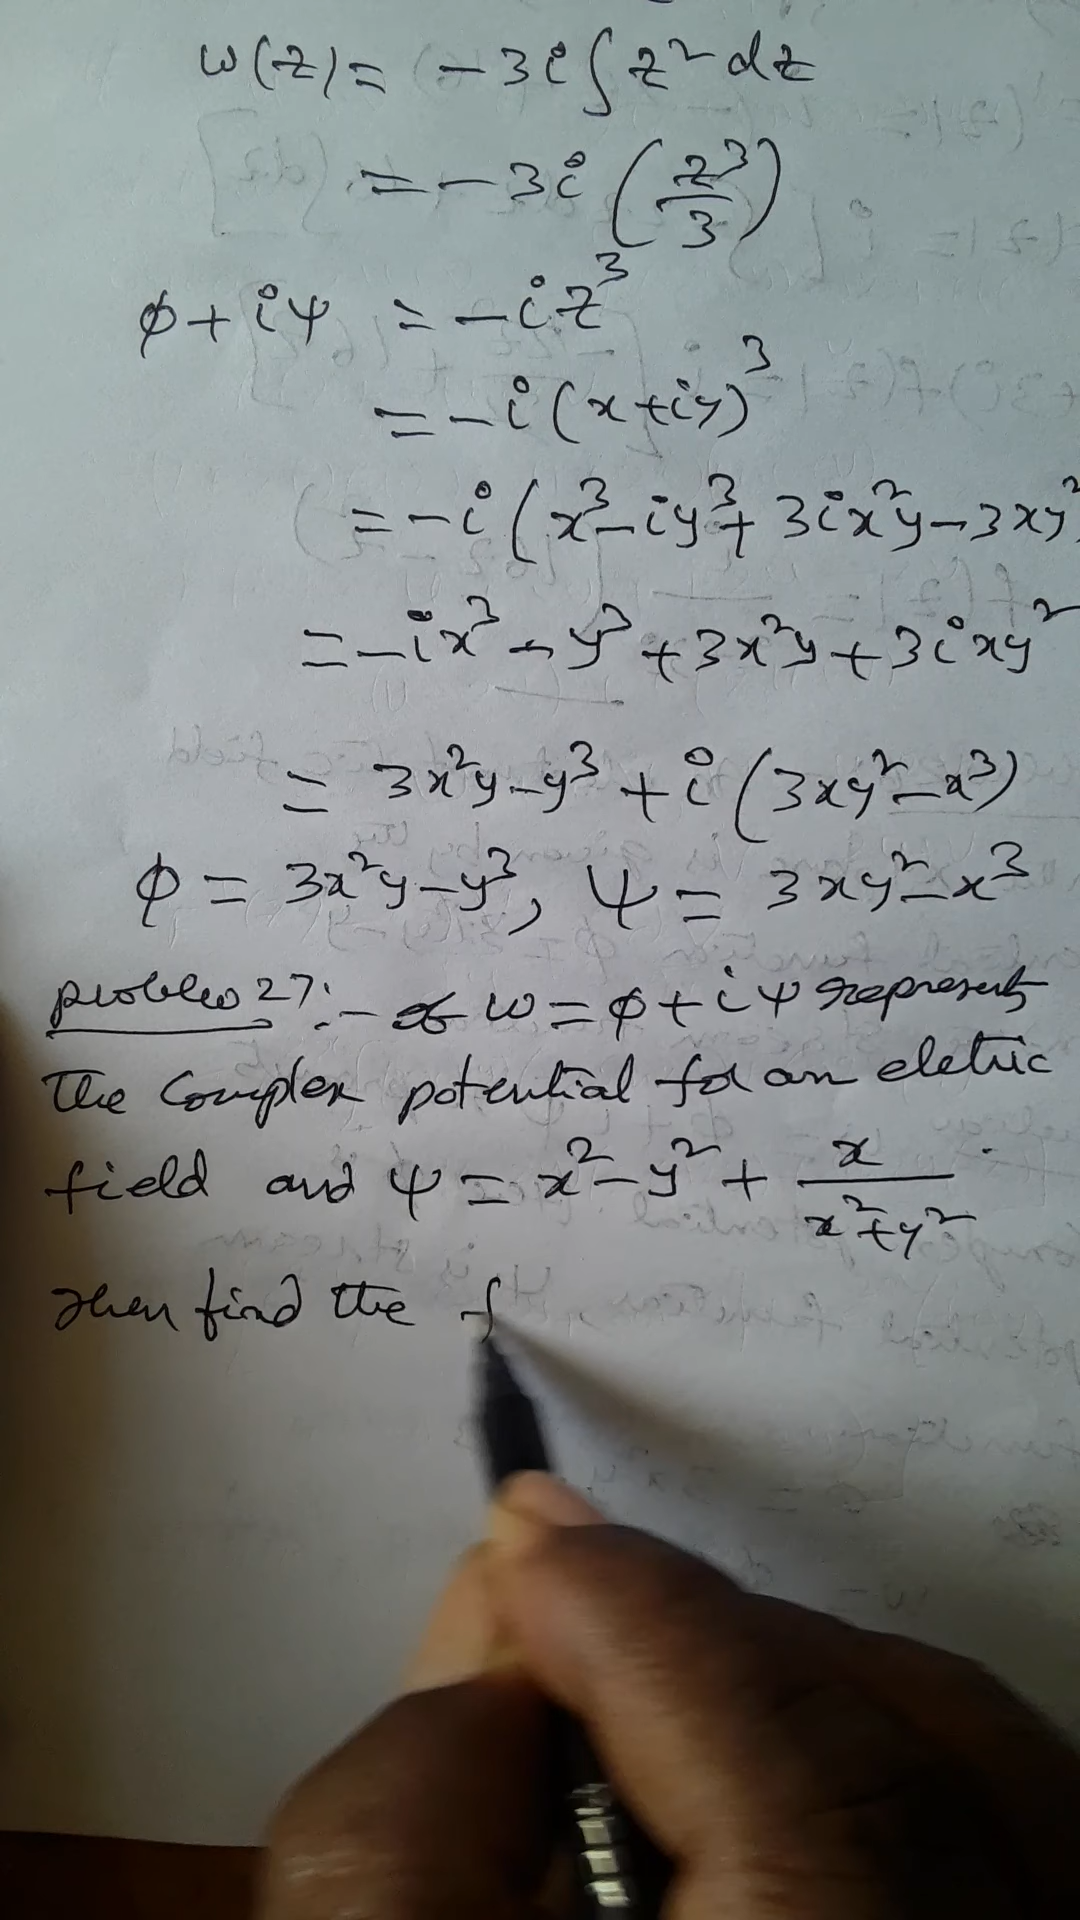 w(z) = -3i ∫ z² dz
= -3i (z³/3)
φ + iψ = -iz³
= -i(x+iy)³
= -i(x³ - iy³ + 3ix²y - 3xy²
= -ix³ - y³ + 3x²y + 3ixy²
= 3x²y - y³ + i(3xy² - x³)
φ = 3x²y - y³, ψ = 3xy² - x³
problem 27:- If w = φ + iψ represents
the complex potential for an eletric
field and ψ = x² - y² + x/(x²+y²)
then find the f